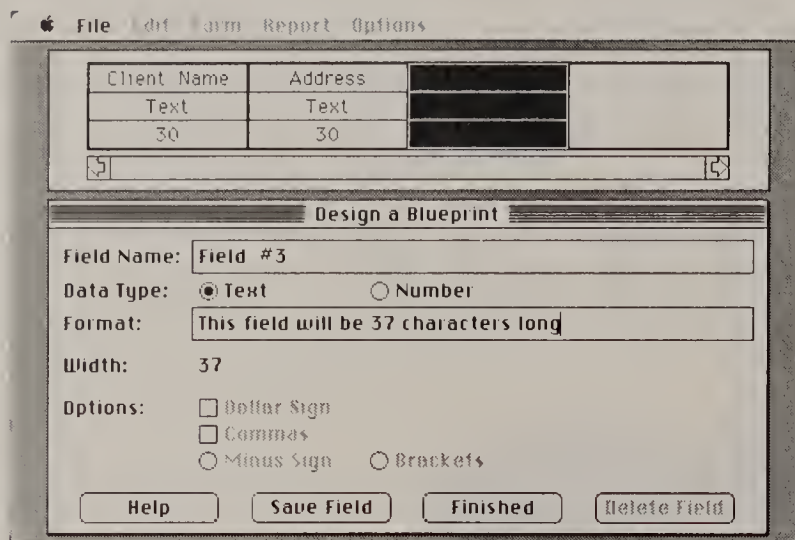 File Edit Form Report Options
Client Name Address
Text Text
30 30
Design a Blueprint
Field Name: Field #3
Data Type: Text Number
Format: This field will be 37 characters long
Width: 37
Options: Dollar Sign
Commas
Minus Sign Brackets
Help Save Field Finished Delete Field